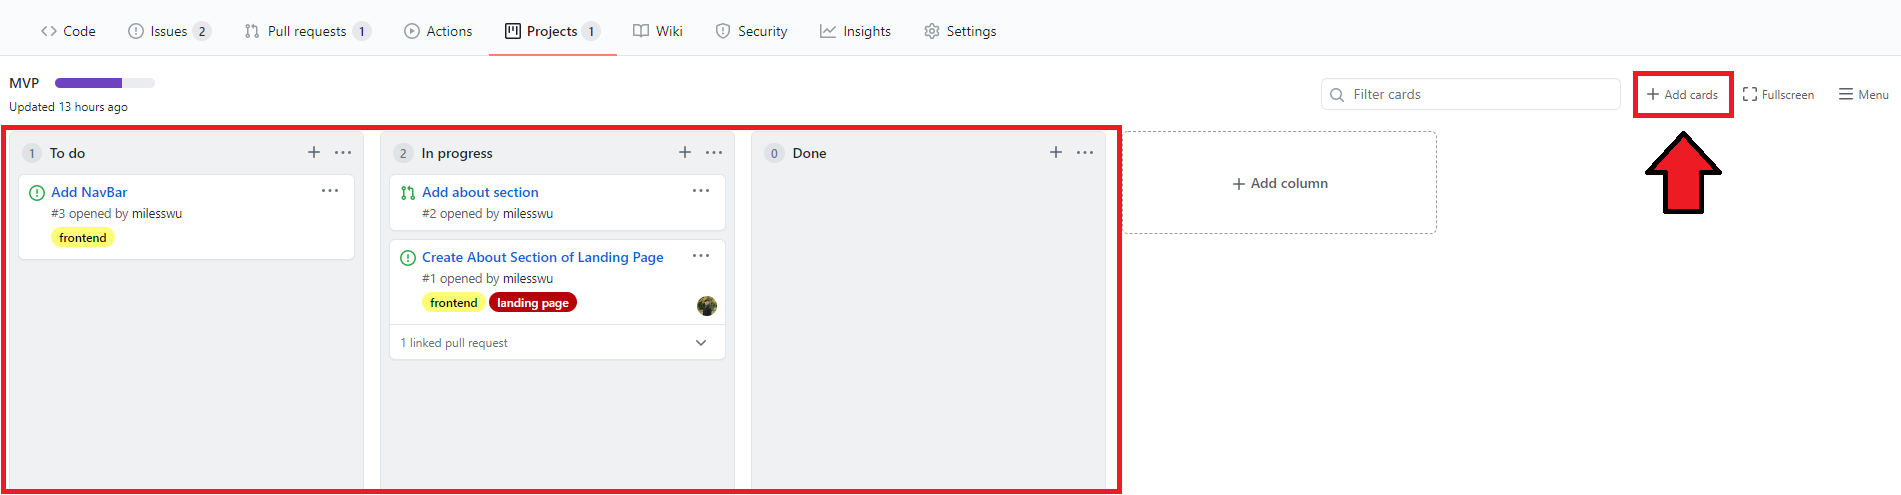 Code Issues 2 Pull requests 1 Actions Projects 1 Wiki Security Insights Settings
MVP
Updated 13 hours ago
Filter cards
Add cards
Fullscreen
Menu
1 To do
Add NavBar
#3 opened by milesswu
frontend
2 In progress
Add about section
#2 opened by milesswu
Create About Section of Landing Page
#1 opened by milesswu
frontend landing page
1 linked pull request
0 Done
Add column